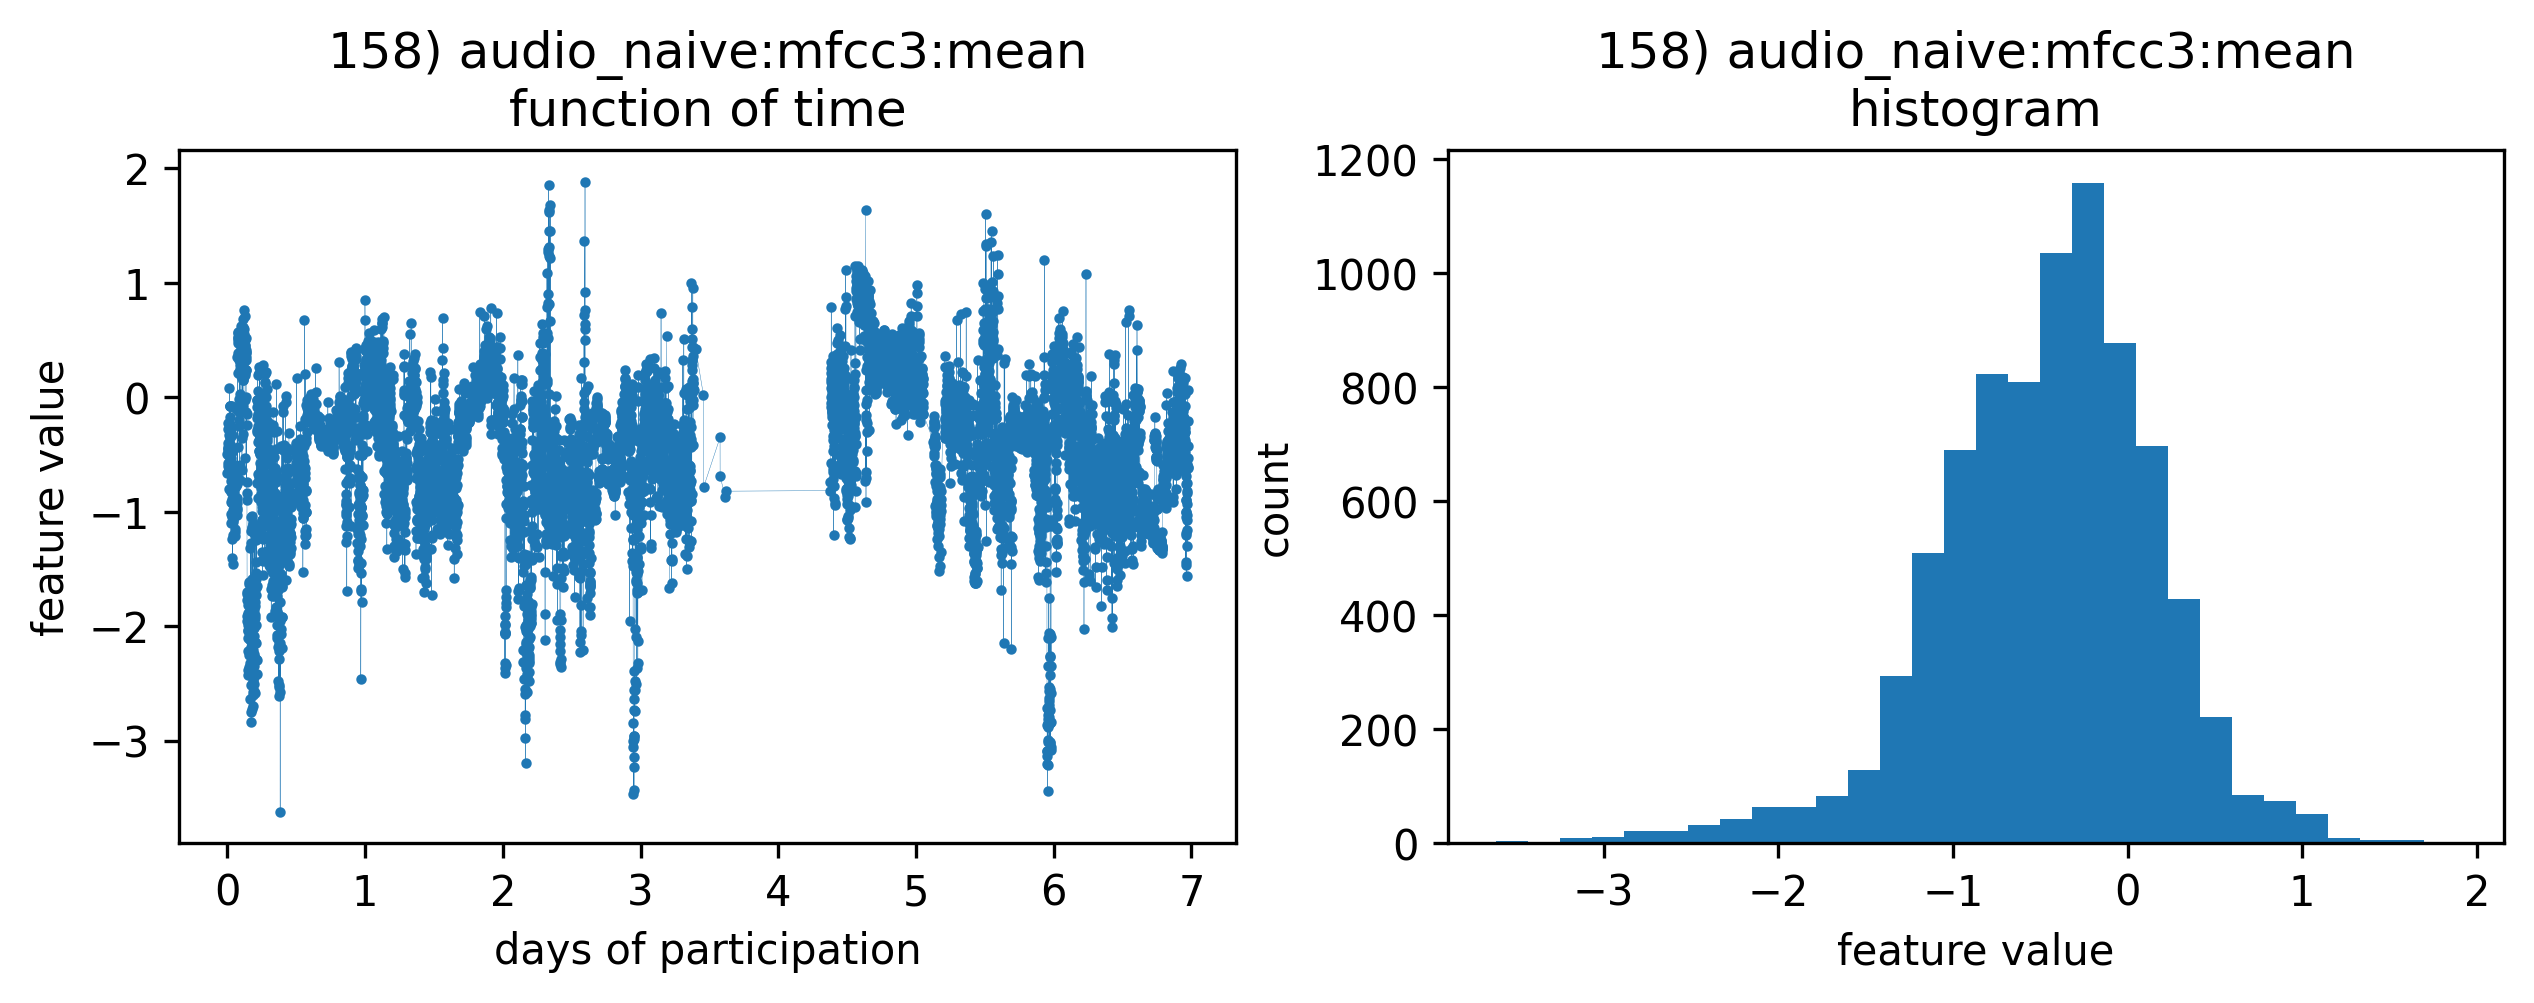 158) audio_naive:mfcc3:mean
function of time
2
1
0
−1
−2
−3
feature value
0 1 2 3 4 5 6 7
days of participation
158) audio_naive:mfcc3:mean
histogram
1200
1000
800
600
400
200
0
count
−3 −2 −1 0 1 2
feature value